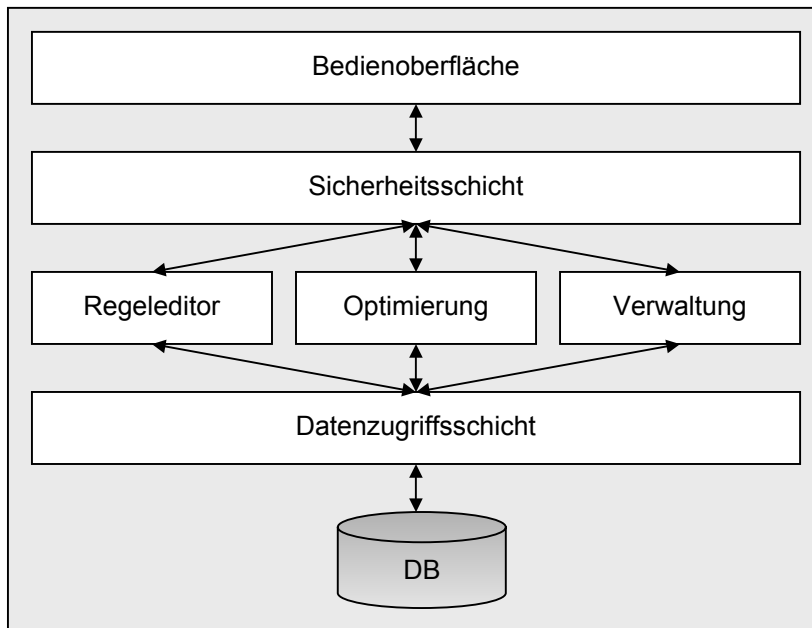 Bedienoberfläche
Sicherheitsschicht
Regeleditor
Optimierung
Verwaltung
Datenzugriffsschicht
DB